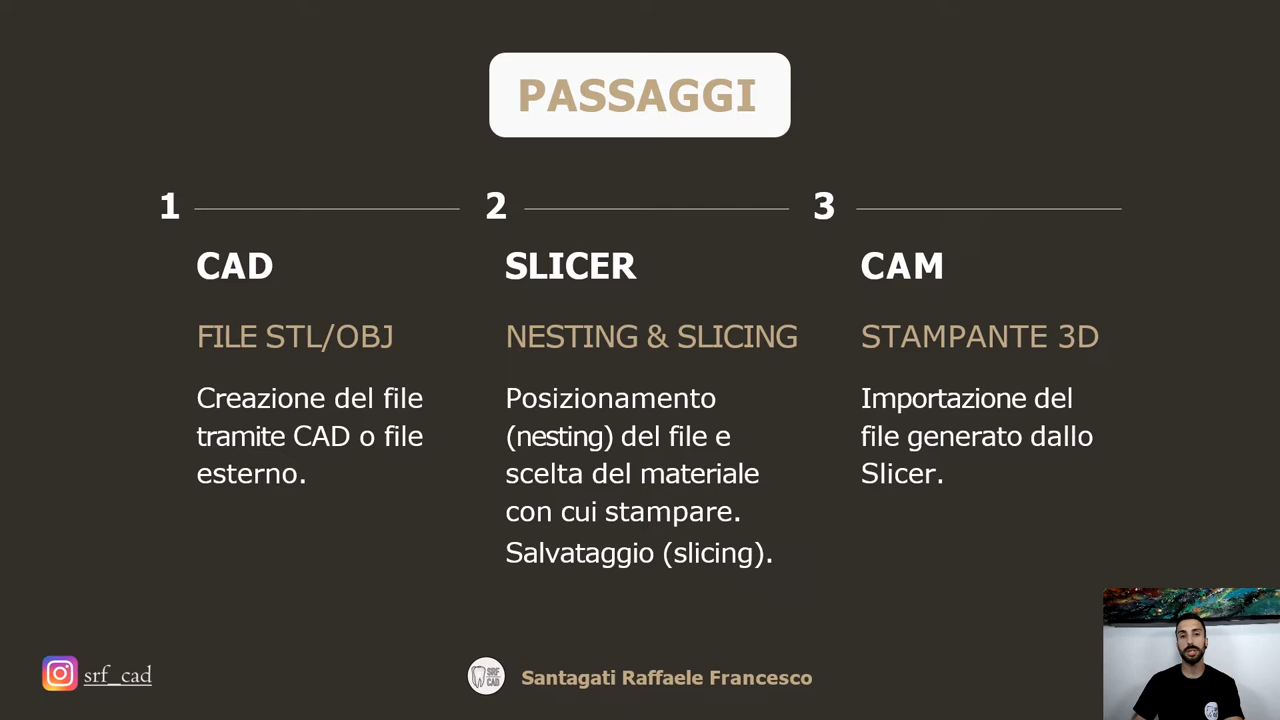 PASSAGGI
1
CAD
FILE STL/OBJ
Creazione del file
tramite CAD o file
esterno.
2
SLICER
NESTING & SLICING
Posizionamento
(nesting) del file e
scelta del materiale
con cui stampare.
Salvataggio (slicing).
3
CAM
STAMPANTE 3D
Importazione del
file generato dallo
Slicer.
srf_cad
SRF
CAD
Santagati Raffaele Francesco